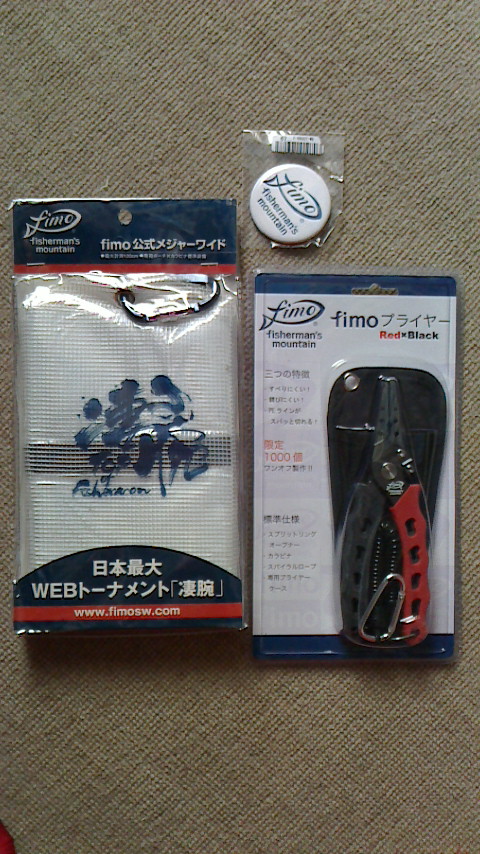 fimo
fisherman's
mountain
fimo
fisherman's
mountain
fimo 公式メジャーワイド
凄腕
日本最大
WEBトーナメント「凄腕」
www.fimosw.com
fimo
fisherman's
mountain
fimo プライヤー
Red×Black
三つの特徴
・すべりにくい！
・錆びにくい！
・PEラインが
スパッと切れる！
限定
1000個
ワンオフ製作!!
標準仕様
・スプリットリング
オープナー
・カラビナ
・スパイラルロープ
・専用プライヤー
ケース